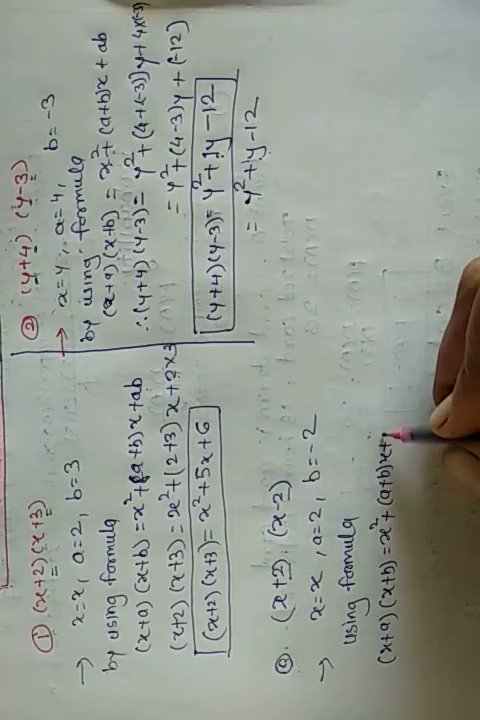 ① (x+2)(x+3)
→ x=x, a=2, b=3
by using formula
(x+a)(x+b)=x²+(a+b)x+ab
(x+2)(x+3)=x²+(2+3)x+2×3
(x+2)(x+3)=x²+5x+6
② (y+4)(y-3)
→ x=y, a=4, b=-3
by using formula
(x+a)(x+b) = x²+(a+b)x+ab
∴(y+4)(y-3)= y²+(4+(-3))y+4×(-3)
= y²+(4-3)y+(-12)
(y+4)(y-3)= y²+1y-12
= y²+1y-12
(x+2)(x-2)
→ x=x, a=2, b=-2
using formula
(x+a)(x+b)=x²+(a+b)x+